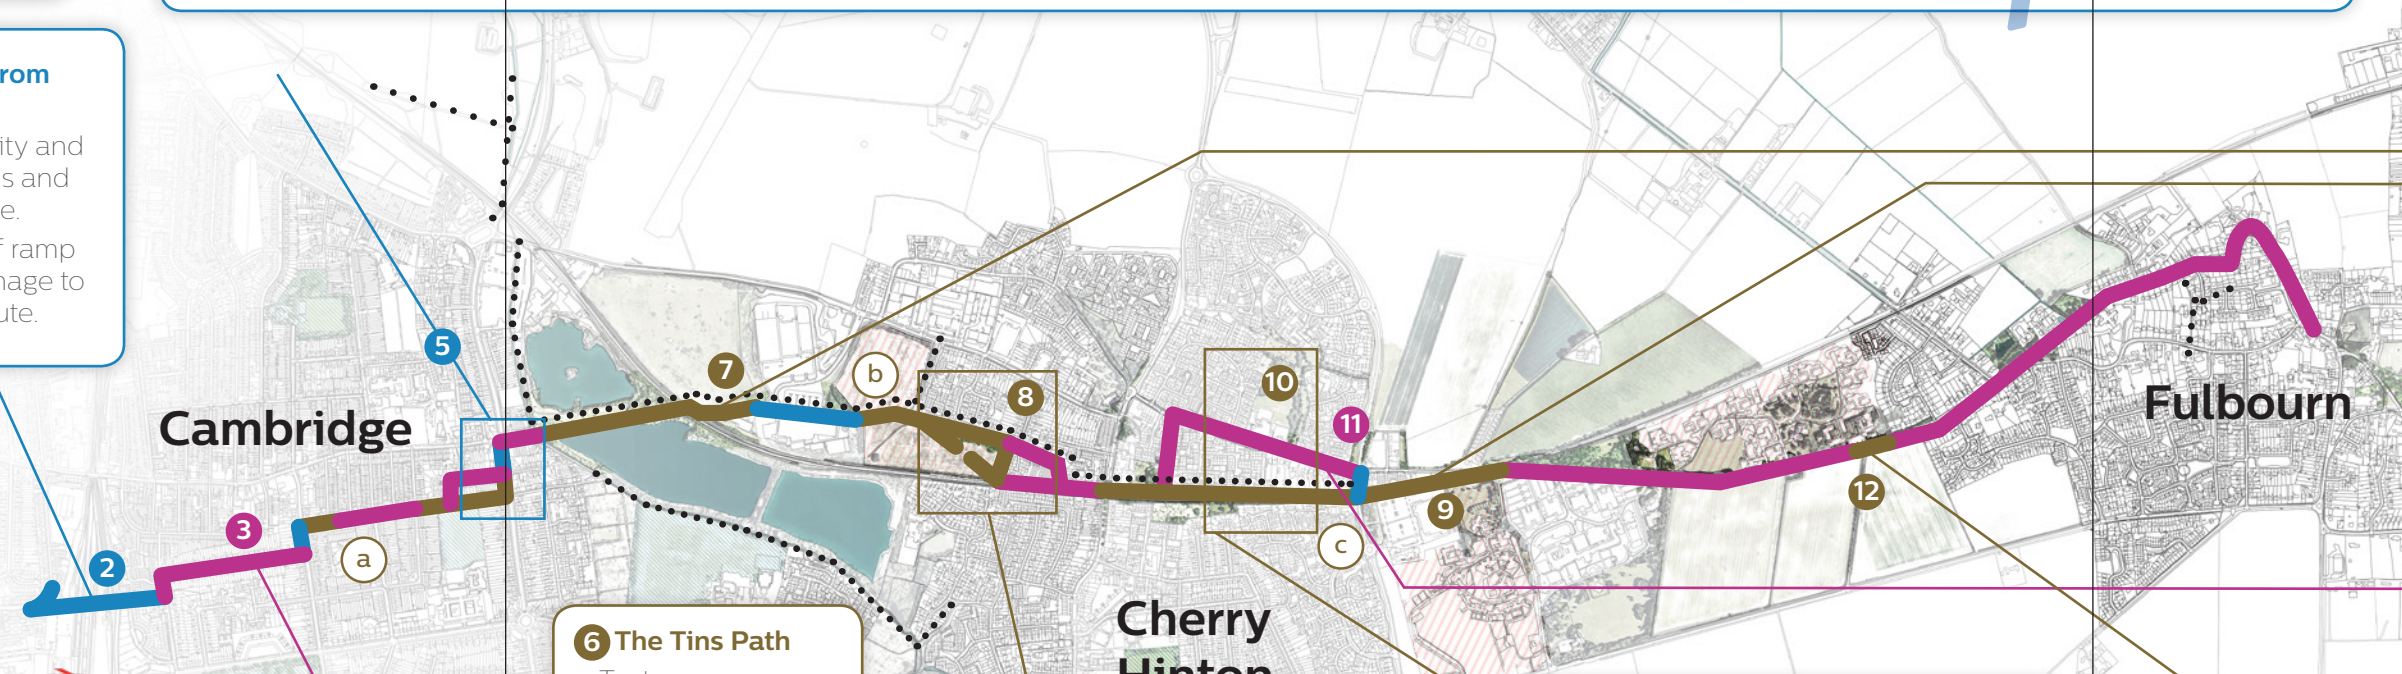 rom
ity and
s and
e.
f ramp
nage to
ute.
5
7
b
8
10
11
Cambridge
Fulbourn
3
a
2
9
12
c
Cherry
Hinton
6 The Tins Path